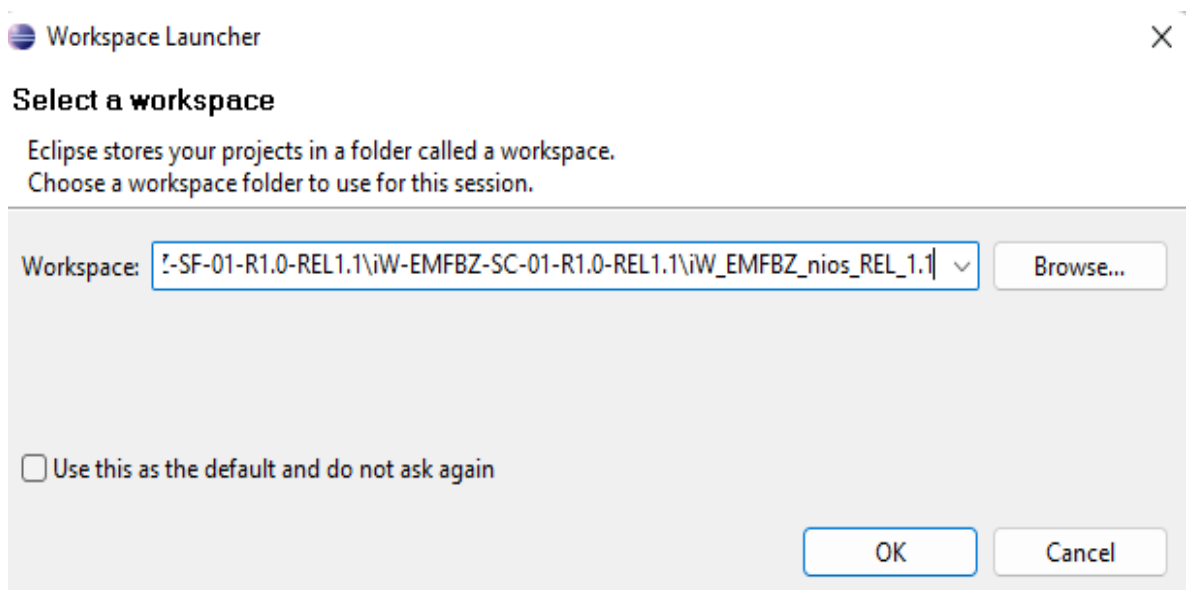 Workspace Launcher
Select a workspace
Eclipse stores your projects in a folder called a workspace.
Choose a workspace folder to use for this session.
Workspace: Z-SF-01-R1.0-REL1.1\iW-EMFBZ-SC-01-R1.0-REL1.1\iW_EMFBZ_nios_REL_1.1 Browse...
Use this as the default and do not ask again
OK Cancel